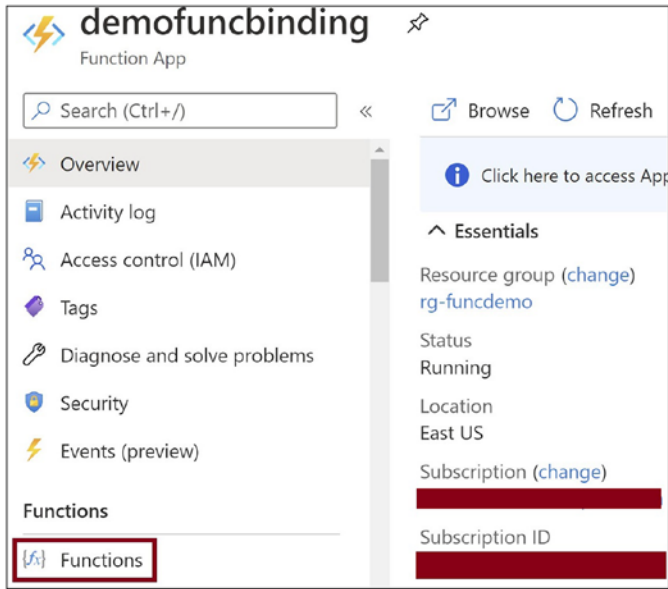 demofuncbinding
Function App
Search (Ctrl+/)
«
Overview
Activity log
Access control (IAM)
Tags
Diagnose and solve problems
Security
Events (preview)
Functions
{fx} Functions
Browse Refresh
Click here to access App
Essentials
Resource group (change)
rg-funcdemo
Status
Running
Location
East US
Subscription (change)
Subscription ID